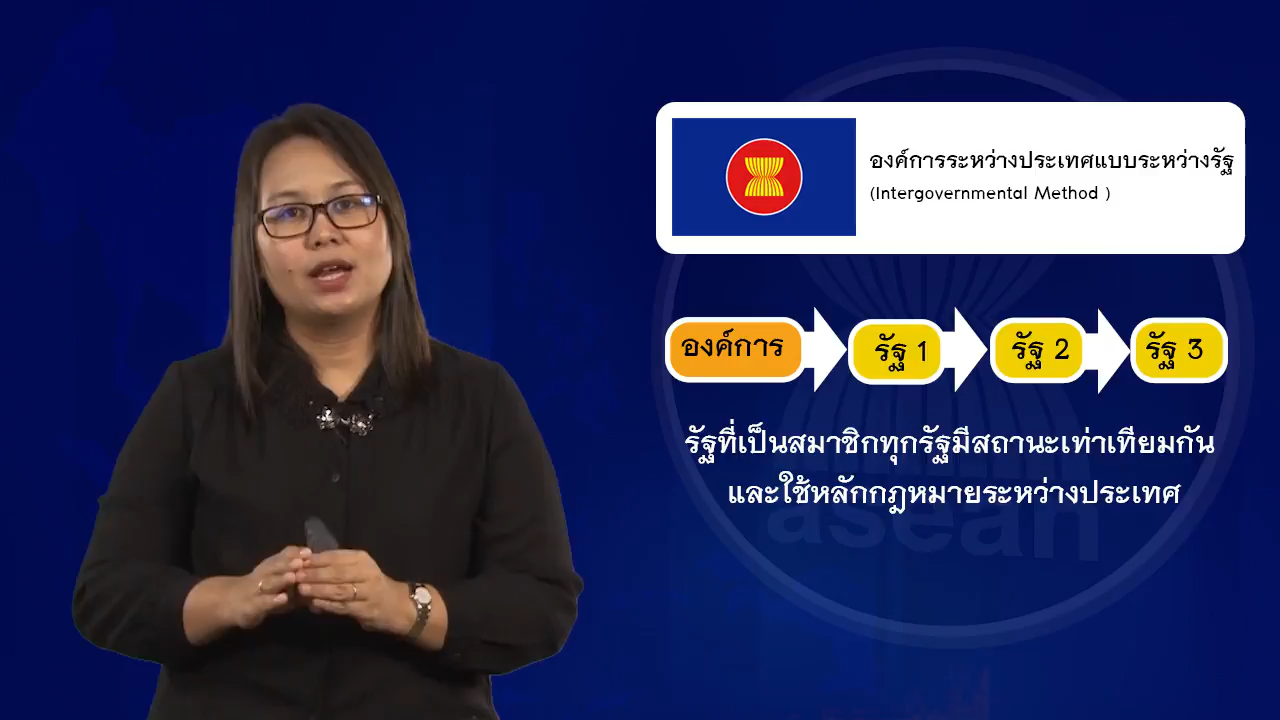 องค์การระหว่างประเทศแบบระหว่างรัฐ
(Intergovernmental Method )
องค์การ
รัฐ 1
รัฐ 2
รัฐ 3
รัฐที่เป็นสมาชิกทุกรัฐมีสถานะเท่าเทียมกัน
และใช้หลักกฎหมายระหว่างประเทศ
asean